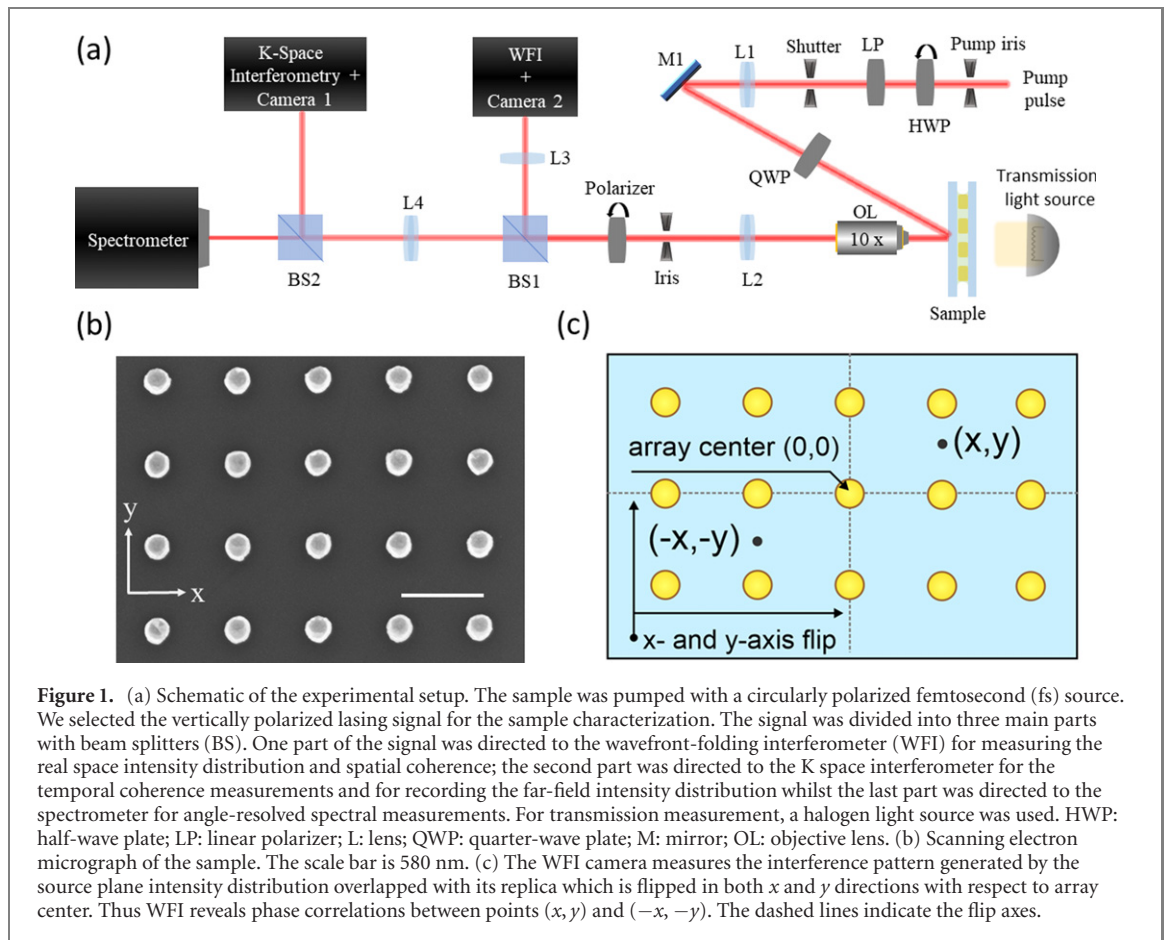 (a)
K-Space
Interferometry +
Camera 1
WFI
+
Camera 2
M1
L1
Shutter
LP
Pump iris
Pump
pulse
HWP
L3
QWP
Transmission
light source
Spectrometer
L4
Polarizer
OL
10 x
BS2
BS1
Iris
L2
Sample
(b)
y
x
(c)
array center (0,0)
(x,y)
(-x,-y)
x- and y-axis flip
Figure 1. (a) Schematic of the experimental setup. The sample was pumped with a circularly polarized femtosecond (fs) source.
We selected the vertically polarized lasing signal for the sample characterization. The signal was divided into three main parts
with beam splitters (BS). One part of the signal was directed to the wavefront-folding interferometer (WFI) for measuring the
real space intensity distribution and spatial coherence; the second part was directed to the K space interferometer for the
temporal coherence measurements and for recording the far-field intensity distribution whilst the last part was directed to the
spectrometer for angle-resolved spectral measurements. For transmission measurement, a halogen light source was used. HWP:
half-wave plate; LP: linear polarizer; L: lens; QWP: quarter-wave plate; M: mirror; OL: objective lens. (b) Scanning electron
micrograph of the sample. The scale bar is 580 nm. (c) The WFI camera measures the interference pattern generated by the
source plane intensity distribution overlapped with its replica which is flipped in both x and y directions with respect to array
center. Thus WFI reveals phase correlations between points (x, y) and (−x, −y). The dashed lines indicate the flip axes.